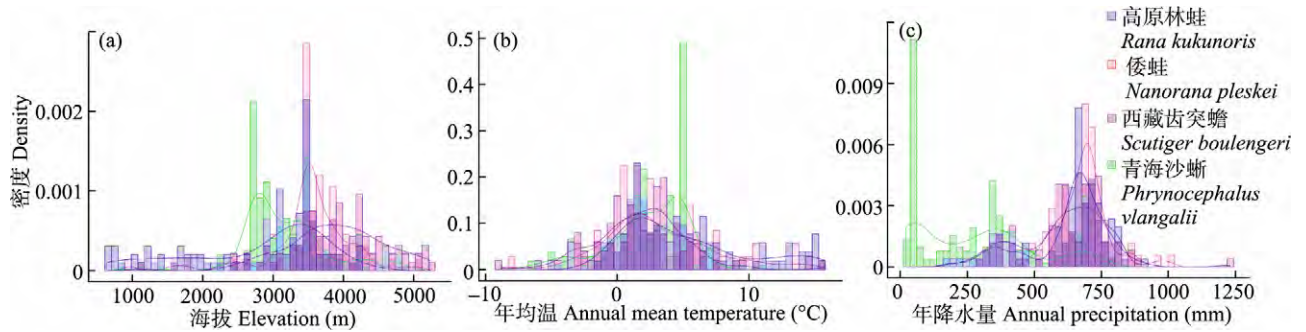 (a)
密度 Density
0.002
0.001
0
1000 2000 3000 4000 5000
海拔 Elevation (m)
(b)
0.5
0.4
0.3
0.2
0.1
0
−10 0 10
年均温 Annual mean temperature (°C)
(c)
0.009
0.006
0.003
0
0 250 500 750 1000 1250
年降水量 Annual precipitation (mm)
高原林蛙
Rana kukunoris
倭蛙
Nanorana pleskei
西藏齿突蟾
Scutiger boulengeri
青海沙蜥
Phrynocephalus
vlangalii